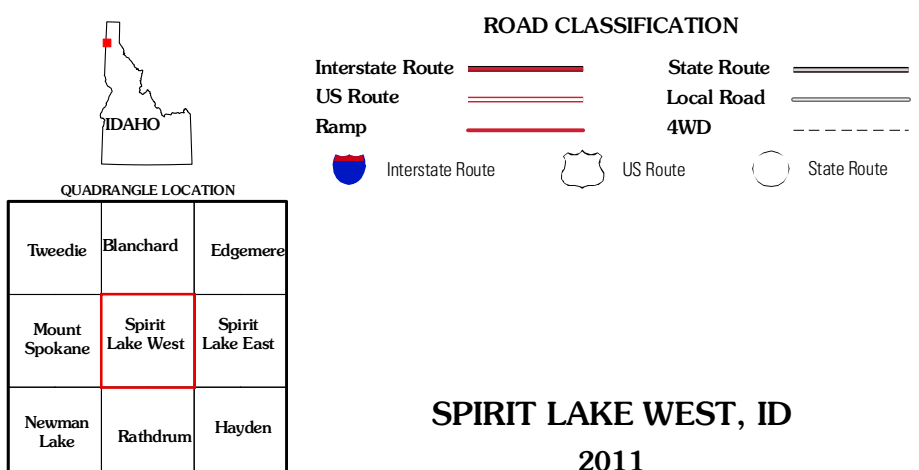 IDAHO
QUADRANGLE LOCATION
Tweedie
Blanchard
Edgemere
Mount
Spokane
Spirit
Lake West
Spirit
Lake East
Newman
Lake
Rathdrum
Hayden
ROAD CLASSIFICATION
Interstate Route
State Route
US Route
Local Road
Ramp
4WD
Interstate Route
US Route
State Route
SPIRIT LAKE WEST, ID
2011